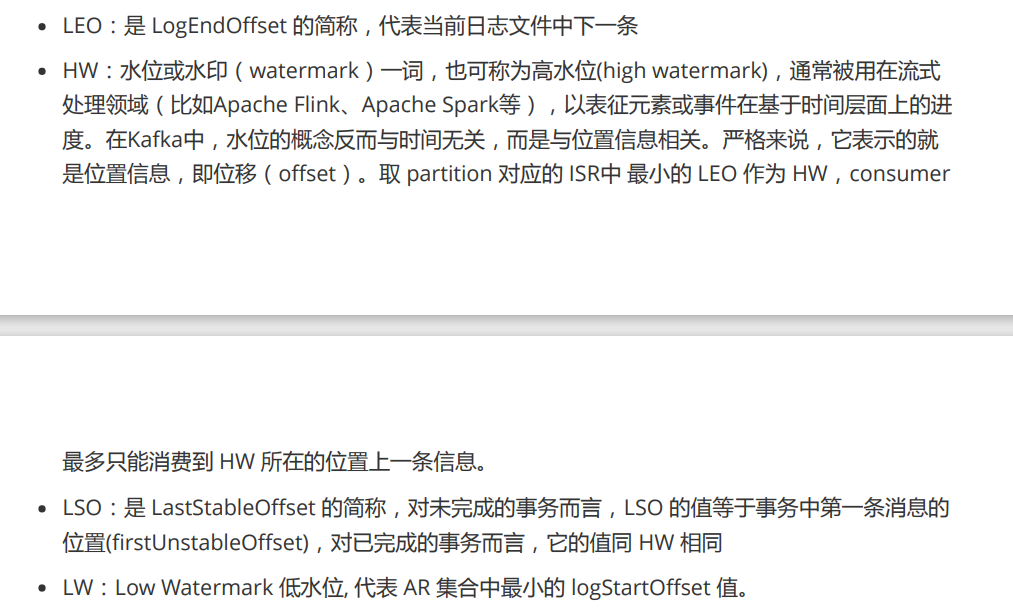 • LEO：是 LogEndOffset 的简称，代表当前日志文件中下一条
• HW：水位或水印（watermark）一词，也可称为高水位(high watermark)，通常被用在流式
处理领域（比如Apache Flink、Apache Spark等），以表征元素或事件在基于时间层面上的进
度。在Kafka中，水位的概念反而与时间无关，而是与位置信息相关。严格来说，它表示的就
是位置信息，即位移（offset）。取 partition 对应的 ISR中 最小的 LEO 作为 HW，consumer
最多只能消费到 HW 所在的位置上一条信息。
• LSO：是 LastStableOffset 的简称，对未完成的事务而言，LSO 的值等于事务中第一条消息的
位置(firstUnstableOffset)，对已完成的事务而言，它的值同 HW 相同
• LW：Low Watermark 低水位, 代表 AR 集合中最小的 logStartOffset 值。